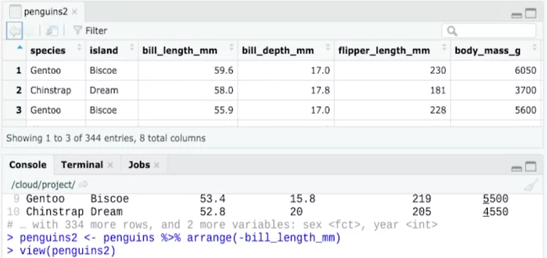 penguins2
Filter
species island bill_length_mm bill_depth_mm flipper_length_mm body_mass_g
1 Gentoo Biscoe 59.6 17.0 230 6050
2 Chinstrap Dream 58.0 17.8 181 3700
3 Gentoo Biscoe 55.9 17.0 228 5600
Showing 1 to 3 of 344 entries, 8 total columns
Console Terminal Jobs
/cloud/project/
9 Gentoo Biscoe 53.4 15.8 219 5500
10 Chinstrap Dream 52.8 20 205 4550
# … with 334 more rows, and 2 more variables: sex <fct>, year <int>
> penguins2 <- penguins %>% arrange(-bill_length_mm)
> view(penguins2)